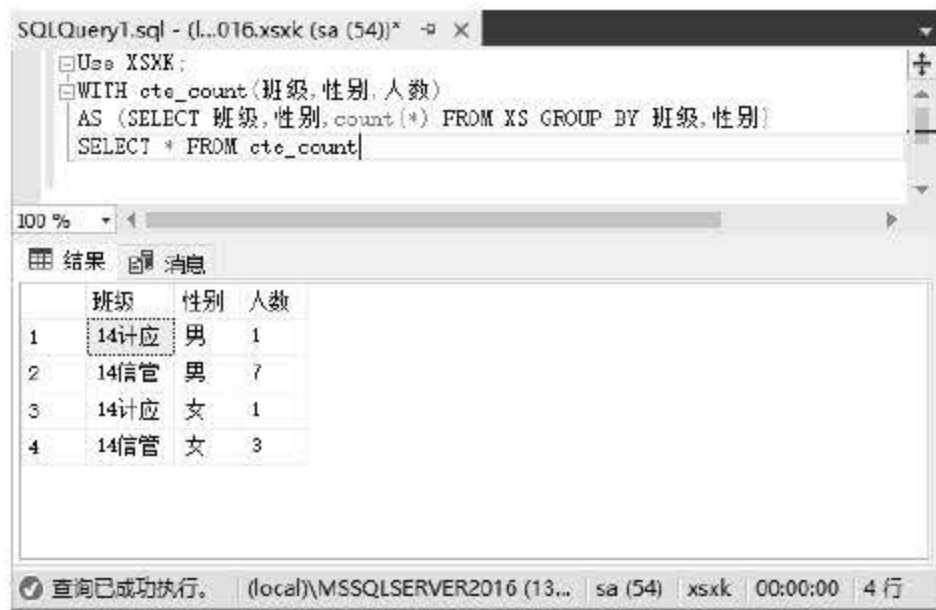 SQLQuery1.sql - (l...016.xsxk (sa (54))*
Use XSXK;
WITH cte_count(班级,性别,人数)
AS (SELECT 班级,性别,count(*) FROM XS GROUP BY 班级,性别)
SELECT * FROM cte_count
100 %
结果 消息
班级 性别 人数
1 14计应 男 1
2 14信管 男 7
3 14计应 女 1
4 14信管 女 3
查询已成功执行。 (local)\MSSQLSERVER2016 (13... sa (54) xsxk 00:00:00 4 行